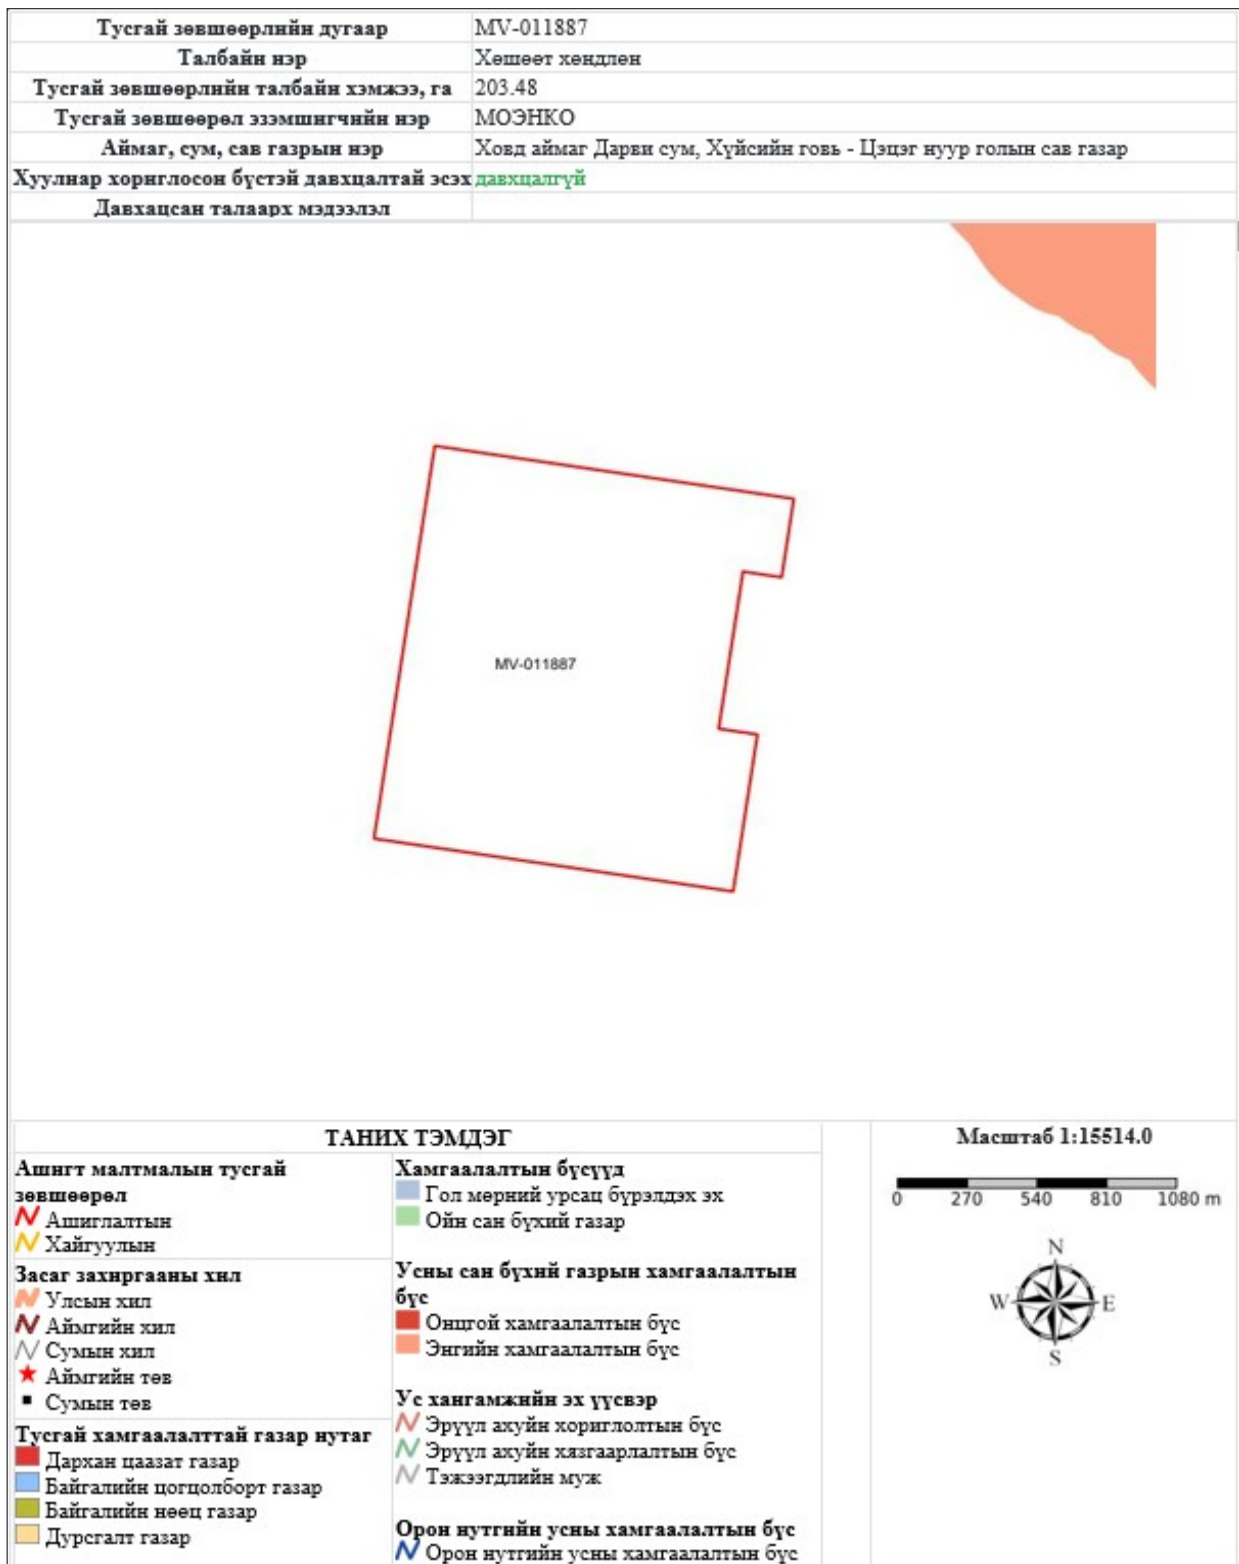 Тусгай зөвшөөрлийн дугаар MV-011887
Талбайн нэр Хөшөөт хөндлөн
Тусгай зөвшөөрлийн талбайн хэмжээ, га 203.48
Тусгай зөвшөөрөл эзэмшигчийн нэр МОЭНКО
Аймаг, сум, сав газрын нэр Ховд аймаг Дарви сум, Хүйсийн говь - Цэцэг нуур голын сав газар
Хуулиар хориглосон бүстэй давхцалтай эсэх давхцалгүй
Давхацсан талаарх мэдээлэл
MV-011887
ТАНИХ ТЭМДЭГ
Ашигт малтмалын тусгай
зөвшөөрөл
Ашиглалтын
Хайгуулын
Засаг захиргааны хил
Улсын хил
Аймгийн хил
Сумын хил
Аймгийн төв
Сумын төв
Тусгай хамгаалалттай газар нутаг
Дархан цаазат газар
Байгалийн цогцолборт газар
Байгалийн нөөц газар
Дурсгалт газар
Хамгаалалтын бүсүүд
Гол мөрний урсац бүрэлдэх эх
Ойн сан бүхий газар
Усны сан бүхий газрын хамгаалалтын
бүс
Онцгой хамгаалалтын бүс
Энгийн хамгаалалтын бүс
Ус хангамжийн эх үүсвэр
Эрүүл ахуйн хориглолтын бүс
Эрүүл ахуйн хязгаарлалтын бүс
Тэжээгдлийн муж
Орон нутгийн усны хамгаалалтын бүс
Орон нутгийн усны хамгаалалтын бүс
Масштаб 1:15514.0
0 270 540 810 1080 m
N
W E
S